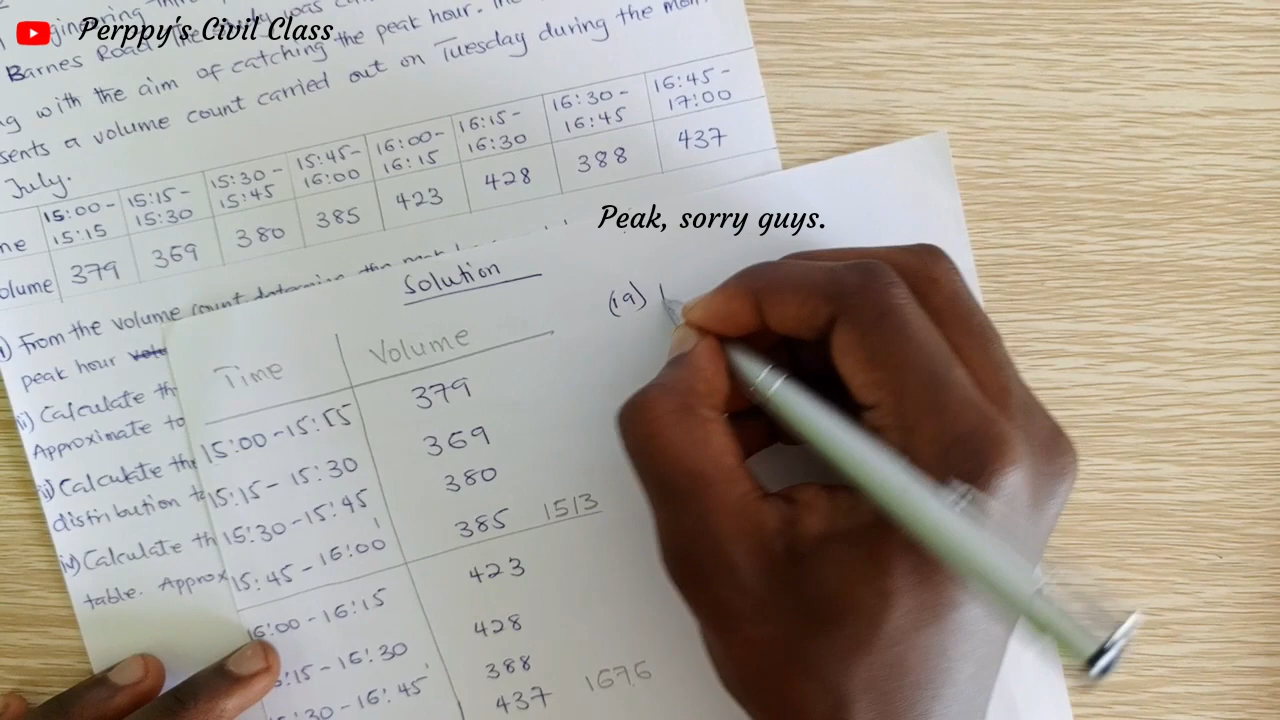 Perppy's Civil Class
Barnes Road. The study was
with the aim of catching the peak hour.
sents a volume count carried out on Tuesday during the
July.
15:00- 15:15- 15:30- 15:45- 16:00- 16:15- 16:30- 16:45-
15:15 15:30 15:45 16:00 16:15 16:30 16:45 17:00
olume 379 369 380 385 423 428 388 437
Peak, sorry guys.
i) From the volume count determine the
peak hour
ii) Calculate th
Approximate to
iii) Calculate the
distribution
iv) Calculate th
table. Approx
Solution
Time Volume
15:00-15:15 379
15:15-15:30 369
15:30-15:45 380
15:45-16:00 385 1513
16:00-16:15 423
:15-16:30 428
:30-16:45 388
437 1676
(ia)